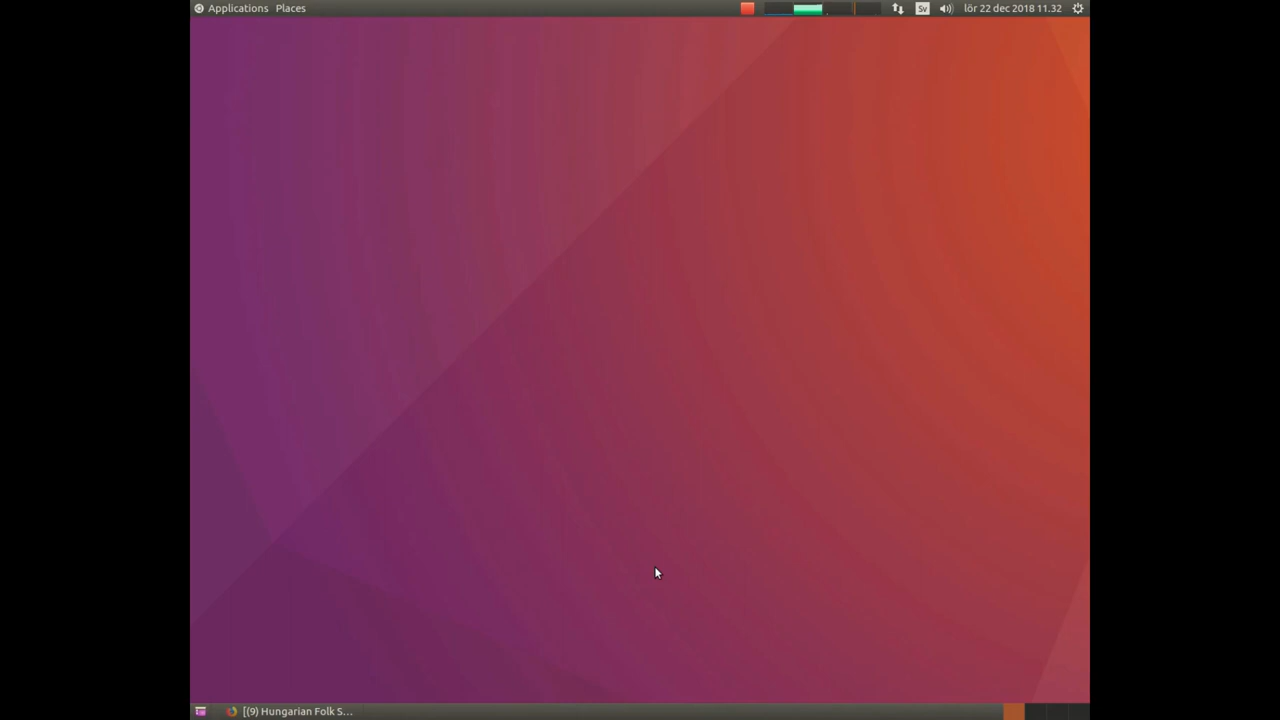 Applications Places Sv lör 22 dec 2018 11.32
[(9) Hungarian Folk S...